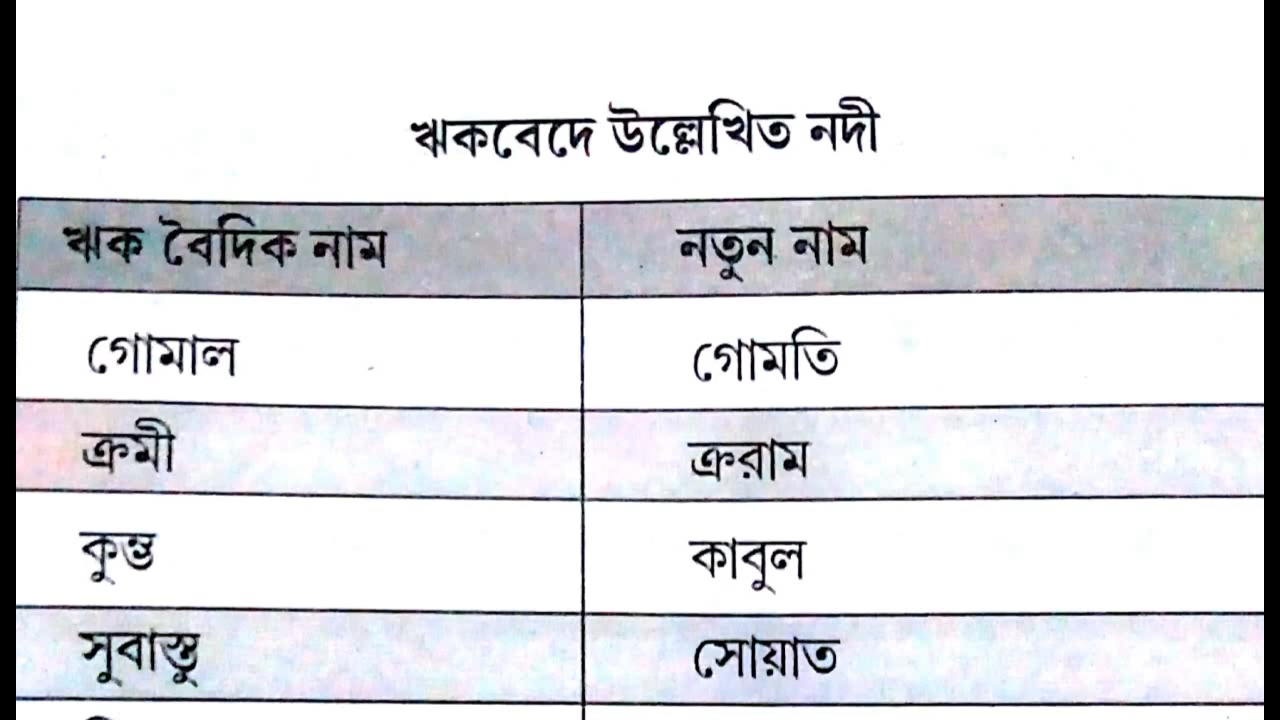 ঋকবেদে উল্লেখিত নদী
ঋক বৈদিক নাম নতুন নাম
গোমাল গোমতি
ক্রমী ক্ররাম
কুম্ভ কাবুল
সুবাস্তু সোয়াত